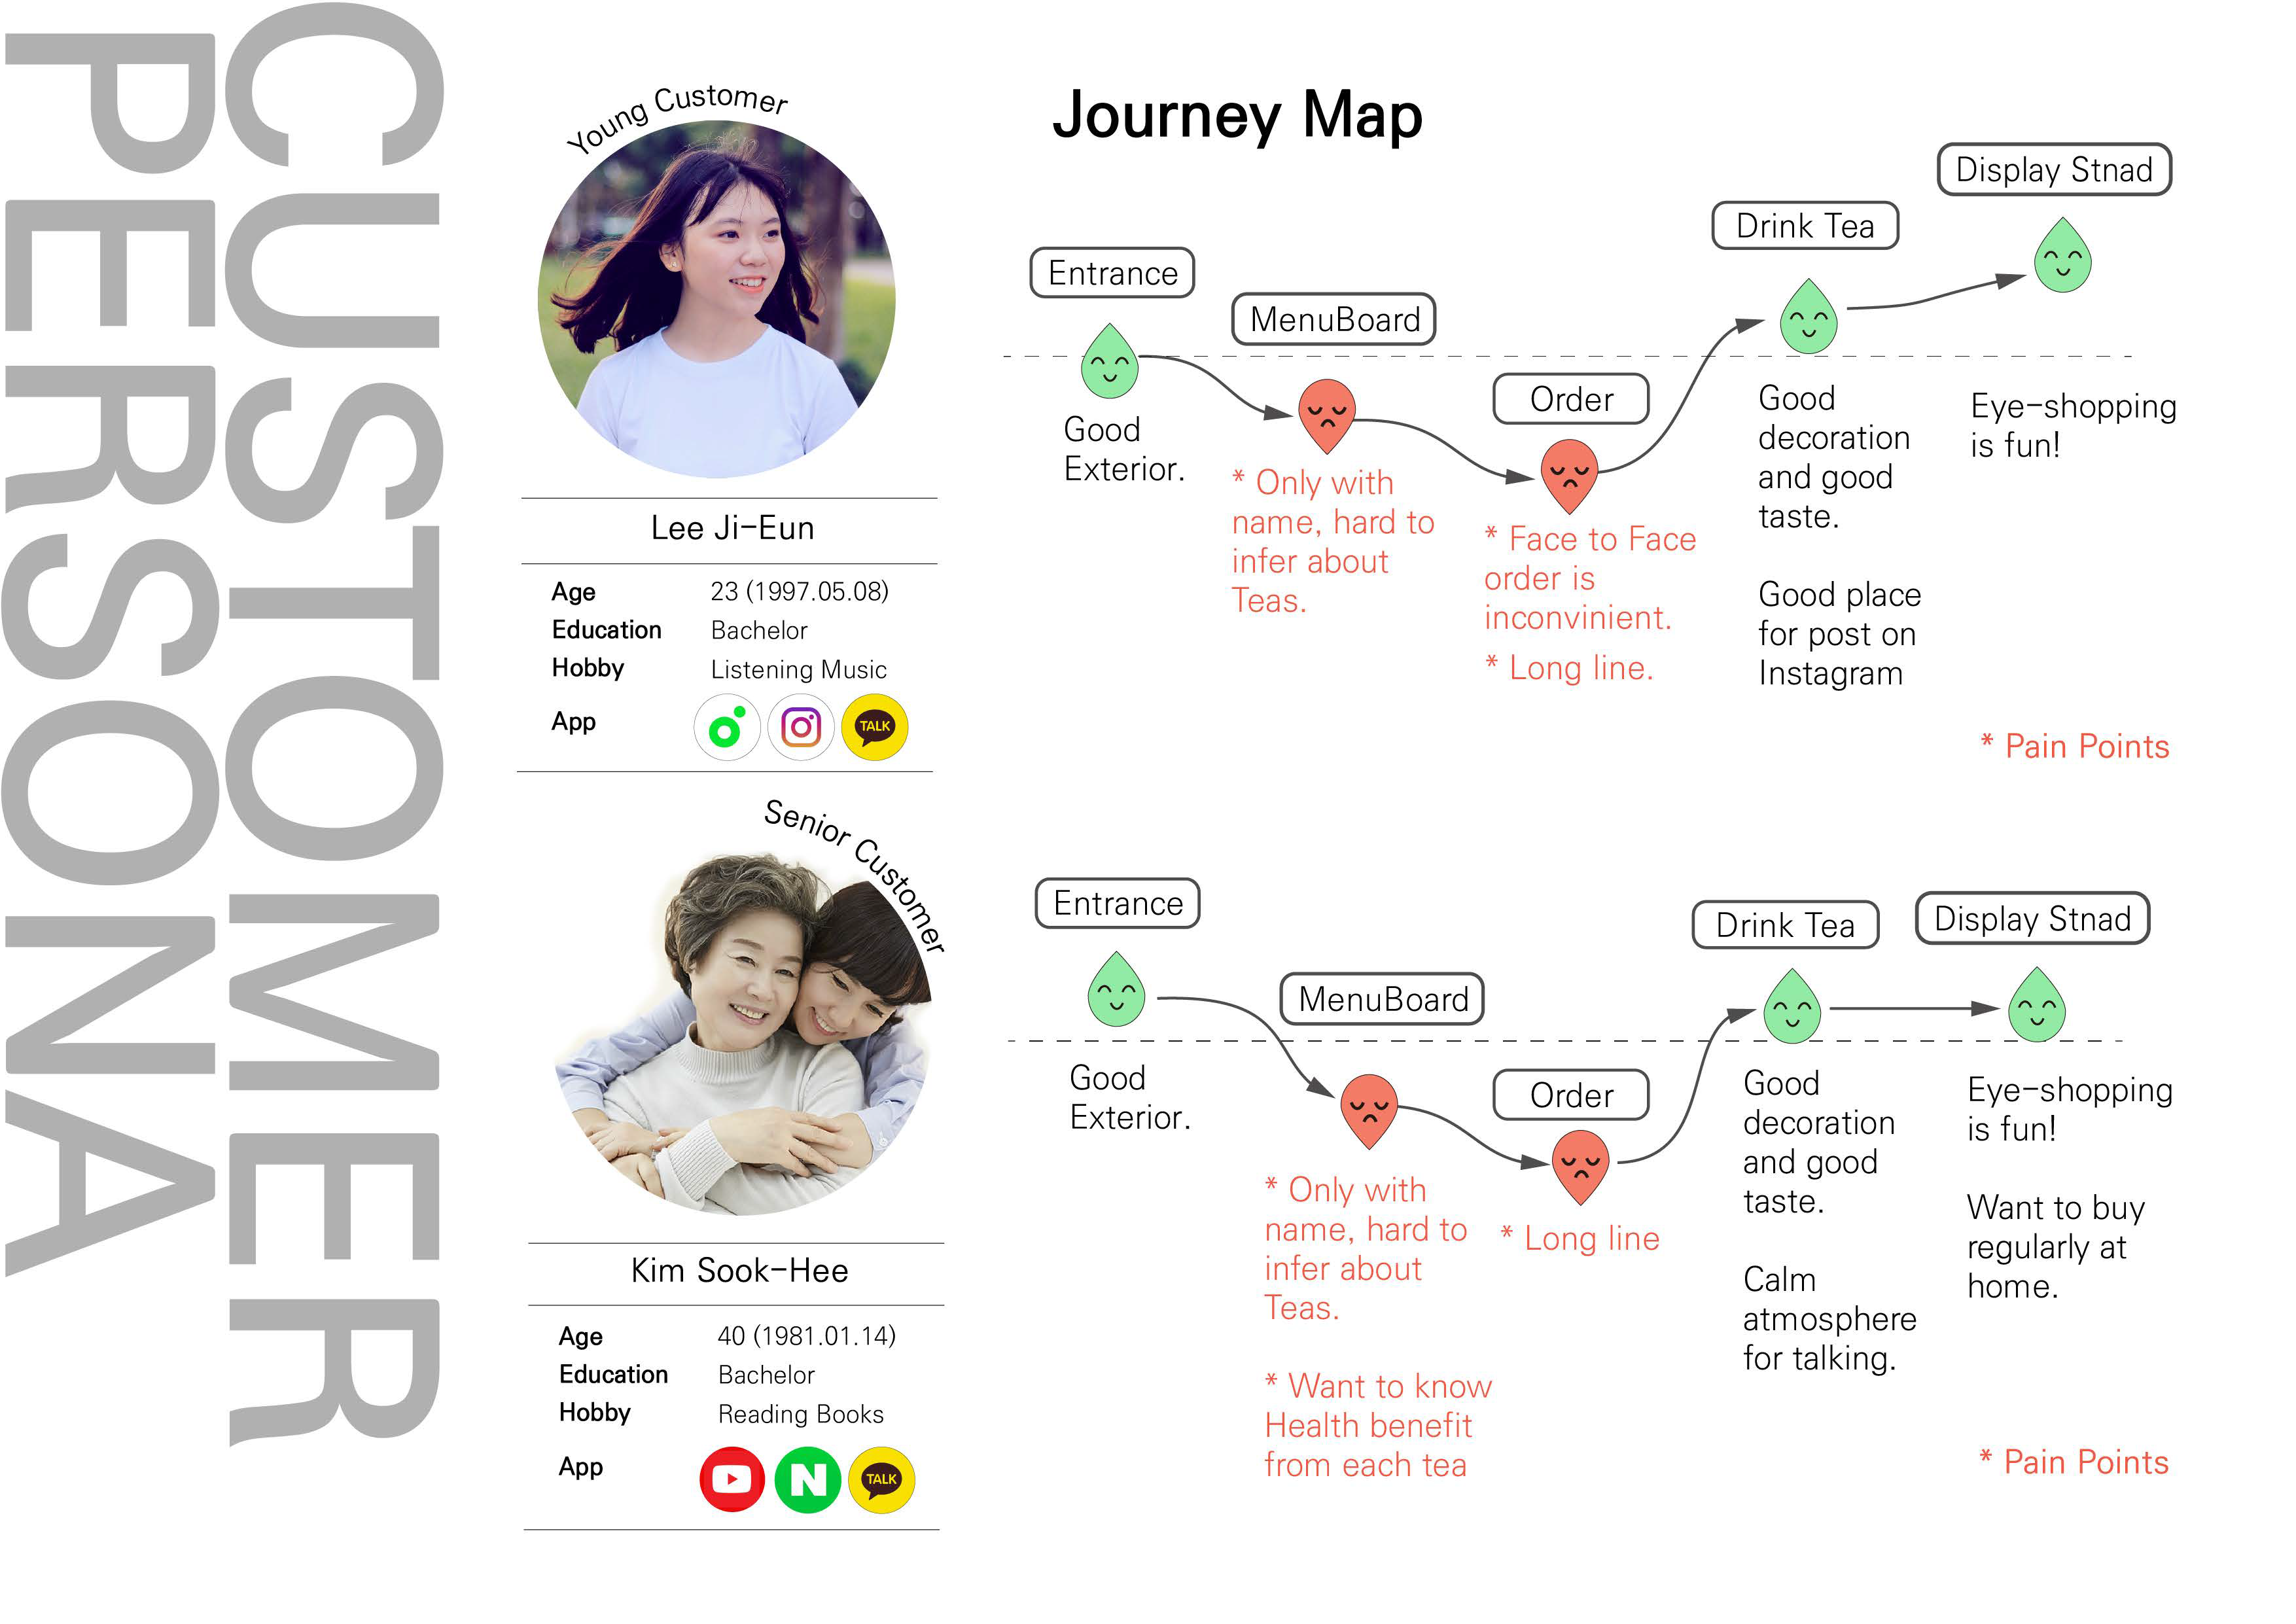 CUSTOMER
PERSONA
Young Customer
Lee Ji-Eun
Age 23 (1997.05.08)
Education Bachelor
Hobby Listening Music
App
TALK
Journey Map
Entrance
Good
Exterior.
MenuBoard
* Only with
name, hard to
infer about
Teas.
Order
* Face to Face
order is
inconvinient.
* Long line.
Drink Tea
Good
decoration
and good
taste.
Good place
for post on
Instagram
Display Stnad
Eye-shopping
is fun!
* Pain Points
Senior Customer
Kim Sook-Hee
Age 40 (1981.01.14)
Education Bachelor
Hobby Reading Books
App
N
TALK
Entrance
Good
Exterior.
MenuBoard
* Only with
name, hard to
infer about
Teas.
* Want to know
Health benefit
from each tea
Order
* Long line
Drink Tea
Good
decoration
and good
taste.
Calm
atmosphere
for talking.
Display Stnad
Eye-shopping
is fun!
Want to buy
regularly at
home.
* Pain Points